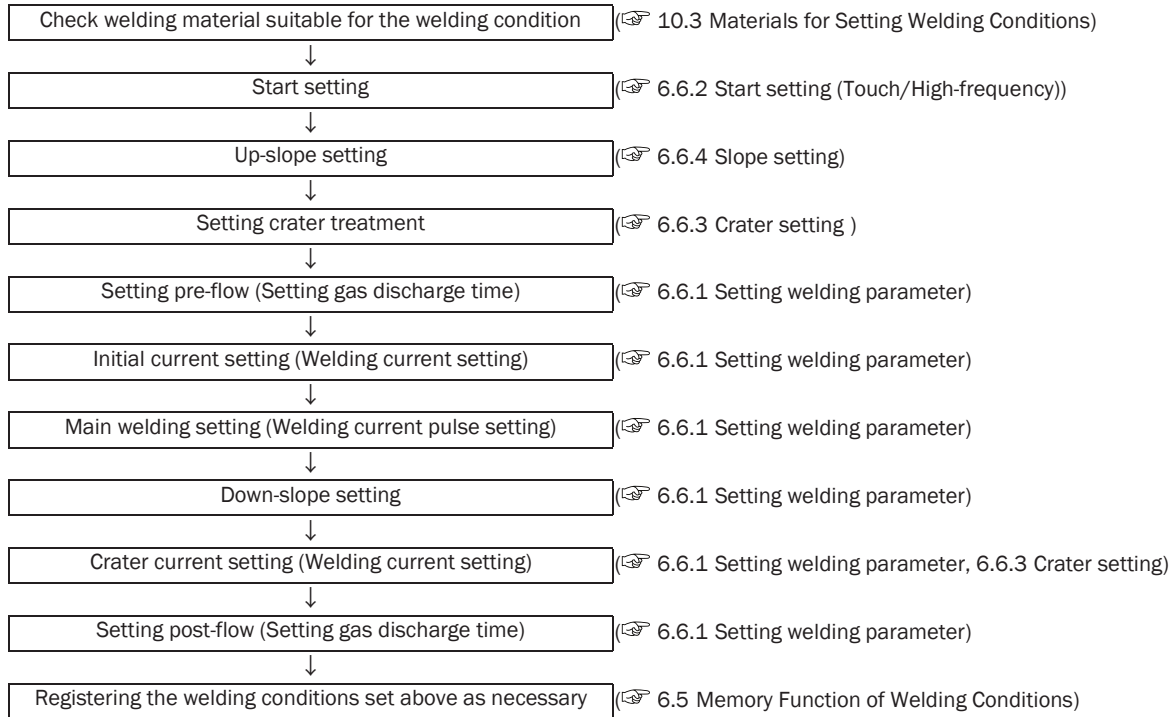 Check welding material suitable for the welding condition (☞ 10.3 Materials for Setting Welding Conditions)
↓
Start setting (☞ 6.6.2 Start setting (Touch/High-frequency))
↓
Up-slope setting (☞ 6.6.4 Slope setting)
↓
Setting crater treatment (☞ 6.6.3 Crater setting )
↓
Setting pre-flow (Setting gas discharge time) (☞ 6.6.1 Setting welding parameter)
↓
Initial current setting (Welding current setting) (☞ 6.6.1 Setting welding parameter)
↓
Main welding setting (Welding current pulse setting) (☞ 6.6.1 Setting welding parameter)
↓
Down-slope setting (☞ 6.6.1 Setting welding parameter)
↓
Crater current setting (Welding current setting) (☞ 6.6.1 Setting welding parameter, 6.6.3 Crater setting)
↓
Setting post-flow (Setting gas discharge time) (☞ 6.6.1 Setting welding parameter)
↓
Registering the welding conditions set above as necessary (☞ 6.5 Memory Function of Welding Conditions)